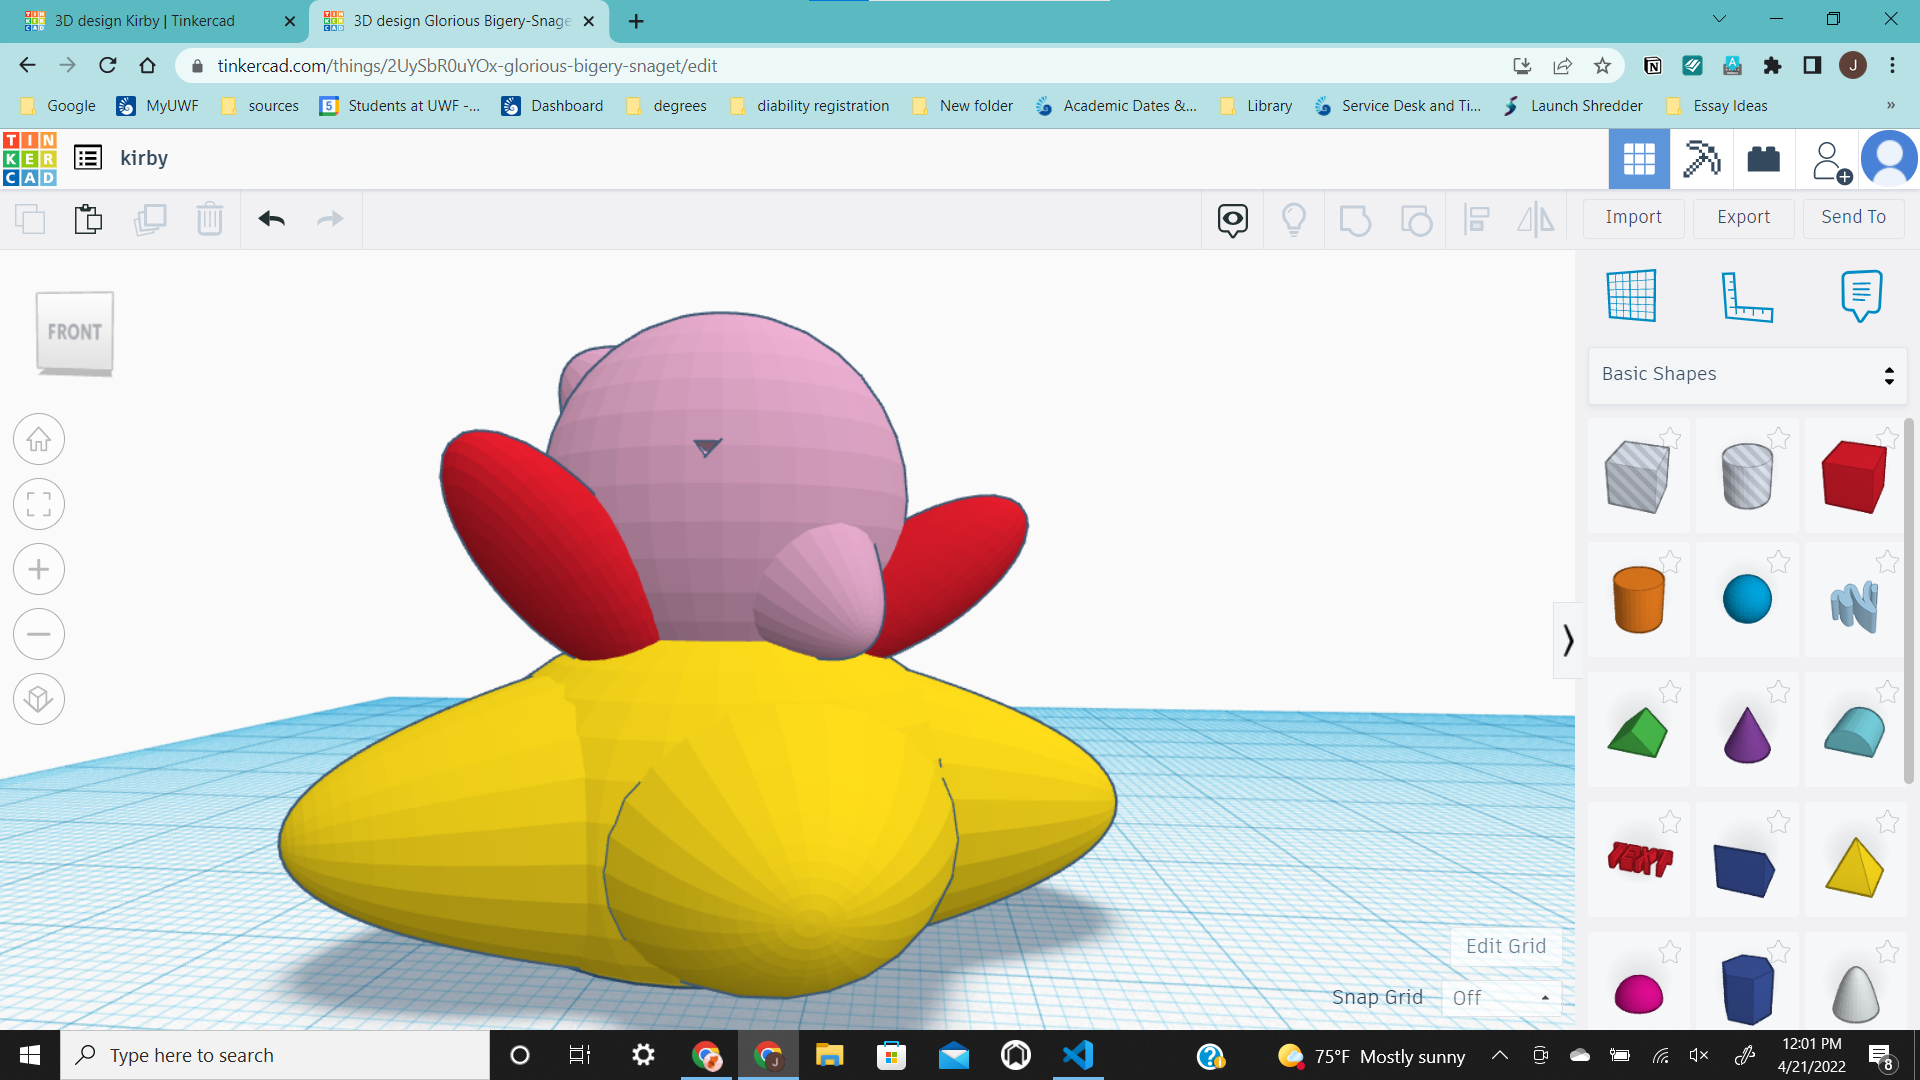 3D design Kirby | Tinkercad
3D design Glorious Bigery-Snage
tinkercad.com/things/2UySbR0uYOx-glorious-bigery-snaget/edit
J
Google
MyUWF
sources
5
Students at UWF -...
Dashboard
degrees
diability registration
New folder
Academic Dates &...
Library
Service Desk and Ti...
Launch Shredder
Essay Ideas
»
TIN
KER
CAD
kirby
Import
Export
Send To
FRONT
Basic Shapes
TEXT
Edit Grid
Snap Grid
Off
Type here to search
75°F Mostly sunny
12:01 PM
4/21/2022
8